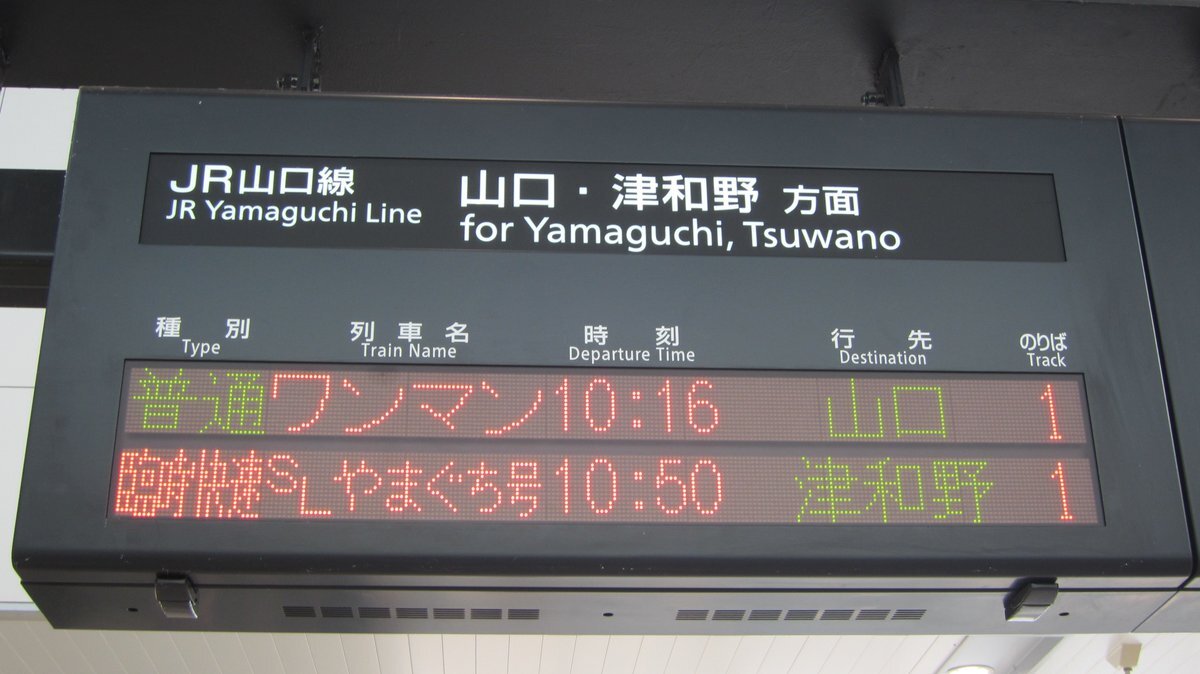 JR山口線 山口・津和野 方面
JR Yamaguchi Line for Yamaguchi, Tsuwano
種別 列車名 時刻 行先 のりば
Type Train Name Departure Time Destination Track
普通 ワンマン 10:16 山口 1
臨時快速 SLやまぐち号 10:50 津和野 1